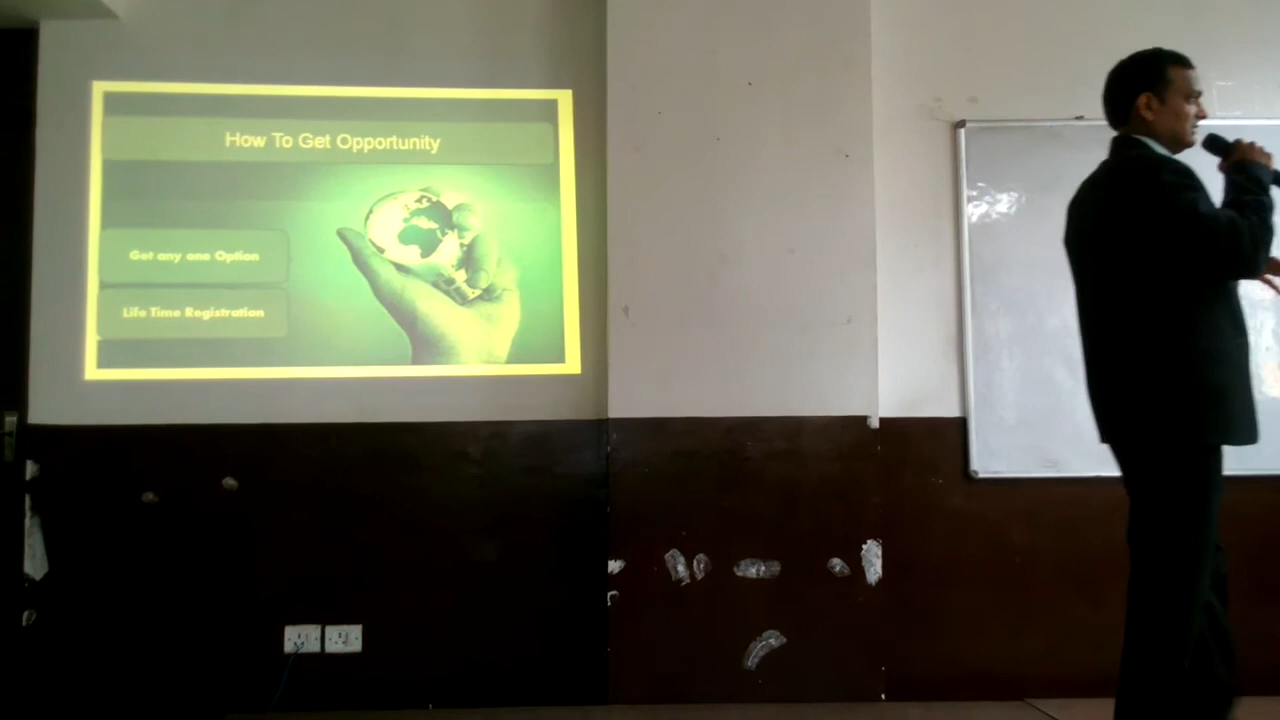 How To Get Opportunity
Get any one Option
Life Time Registration